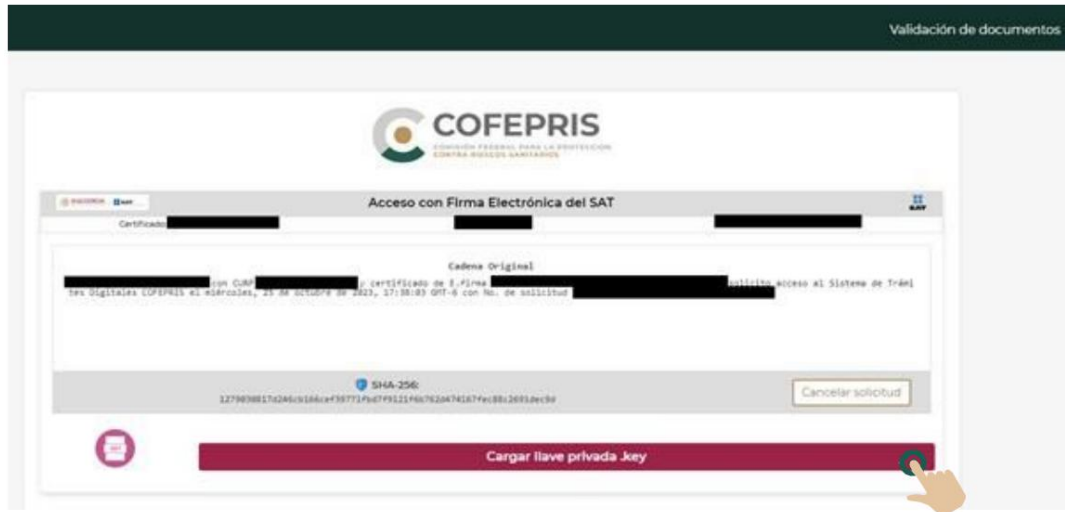 Validación de documentos
COFEPRIS
COMISIÓN FEDERAL PARA LA PROTECCIÓN
CONTRA RIESGOS SANITARIOS
HACIENDA SAT
Acceso con Firma Electrónica del SAT
SAT
Certificado:
Cadena Original
con CURP y certificado de E.firma solicito acceso al Sistema de Trámi
tes Digitales COFEPRIS el miércoles, 25 de octubre de 2023, 17:38:03 GMT-6 con No. de solicitud
SHA-256:
Cancelar solicitud
Cargar llave privada .key